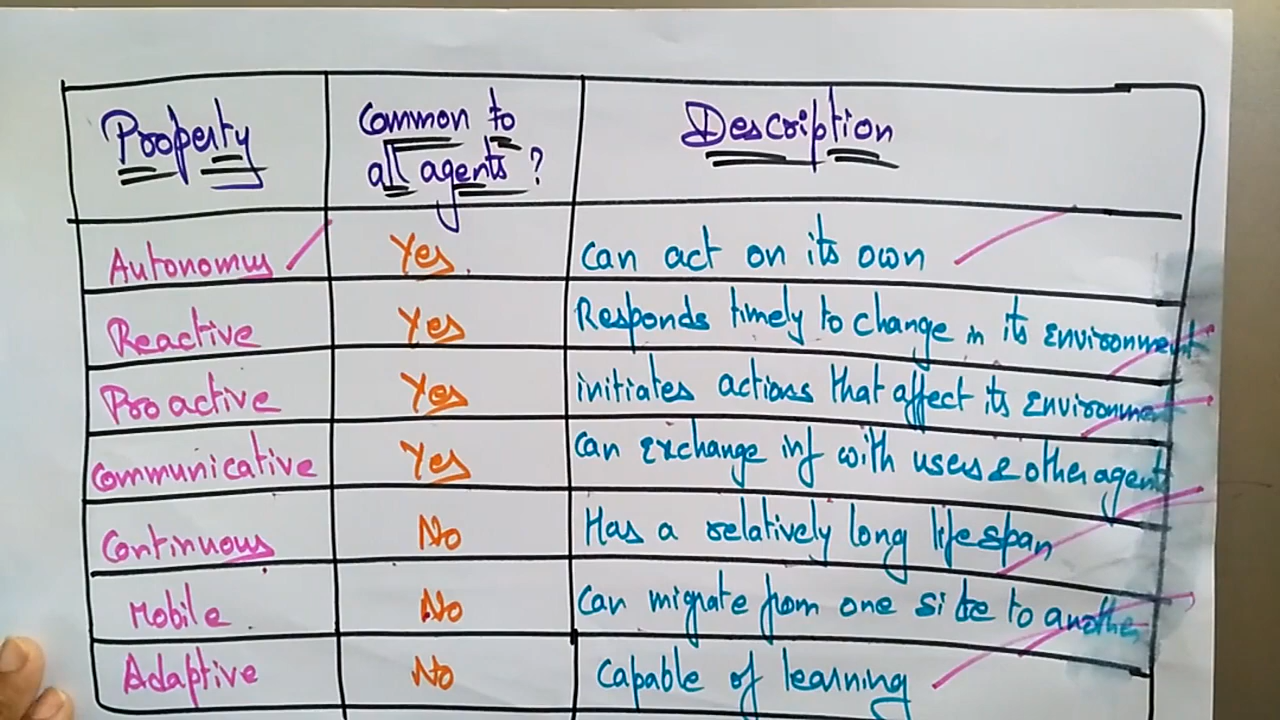 Property Common to all agents? Description
Autonomus Yes Can act on its own
Reactive Yes Responds timely to change in its Environment
Proactive Yes initiates actions that affect its Environment
Communicative Yes Can Exchange inf with users & other agent
Continuous No Has a relatively long lifespan
Mobile No Can migrate from one site to another
Adaptive No Capable of learning